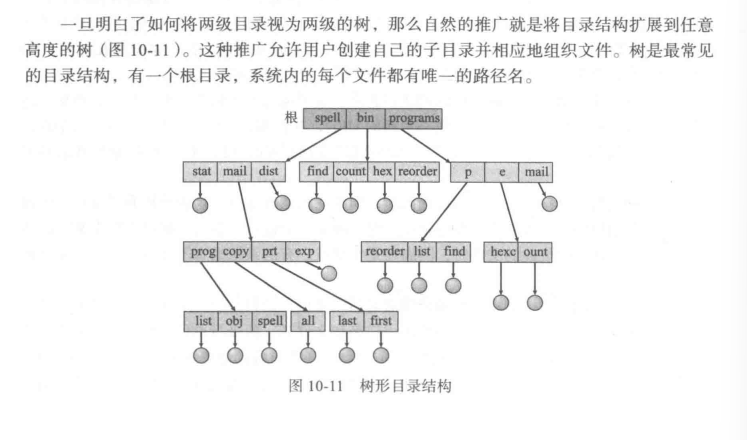 一旦明白了如何将两级目录视为两级的树，那么自然的推广就是将目录结构扩展到任意
高度的树（图 10-11）。这种推广允许用户创建自己的子目录并相应地组织文件。树是最常见
的目录结构，有一个根目录，系统内的每个文件都有唯一的路径名。
根 spell bin programs
stat mail dist find count hex reorder p e mail
prog copy prt exp reorder list find hexc ount
list obj spell all last first
图 10-11 树形目录结构